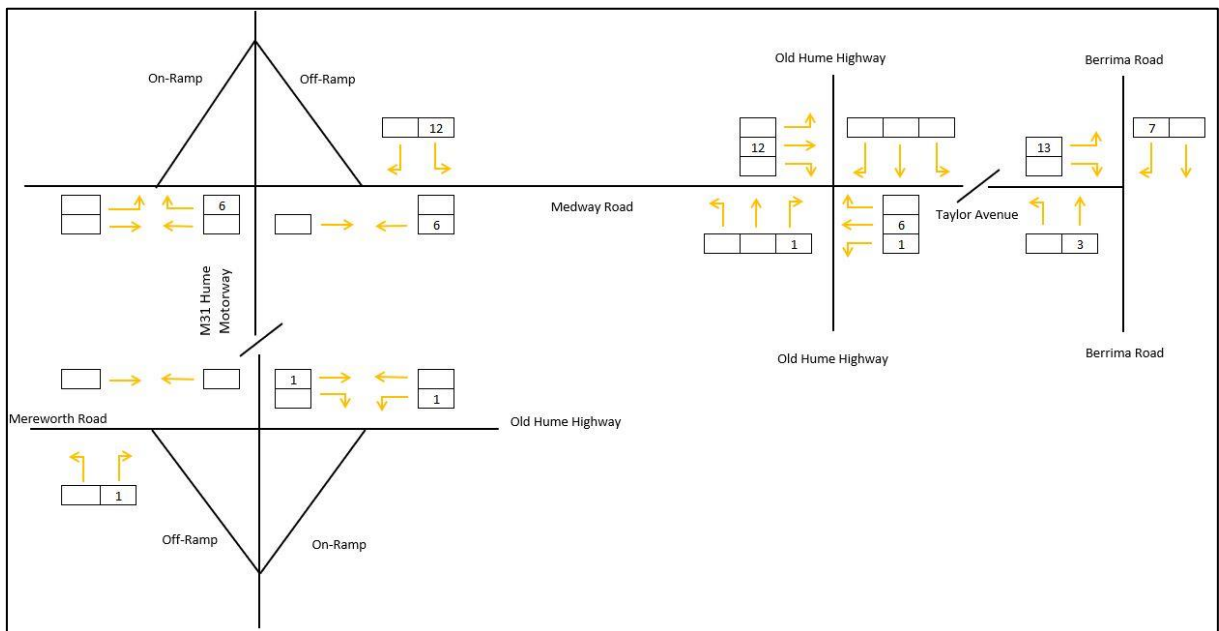 Old Hume Highway
Berrima Road
On-Ramp
Off-Ramp
12
7
12
13
6
6
Medway Road
6
Taylor Avenue
1
1
3
M31 Hume
Motorway
Old Hume Highway
Berrima Road
1
1
Mereworth Road
Old Hume Highway
1
Off-Ramp
On-Ramp